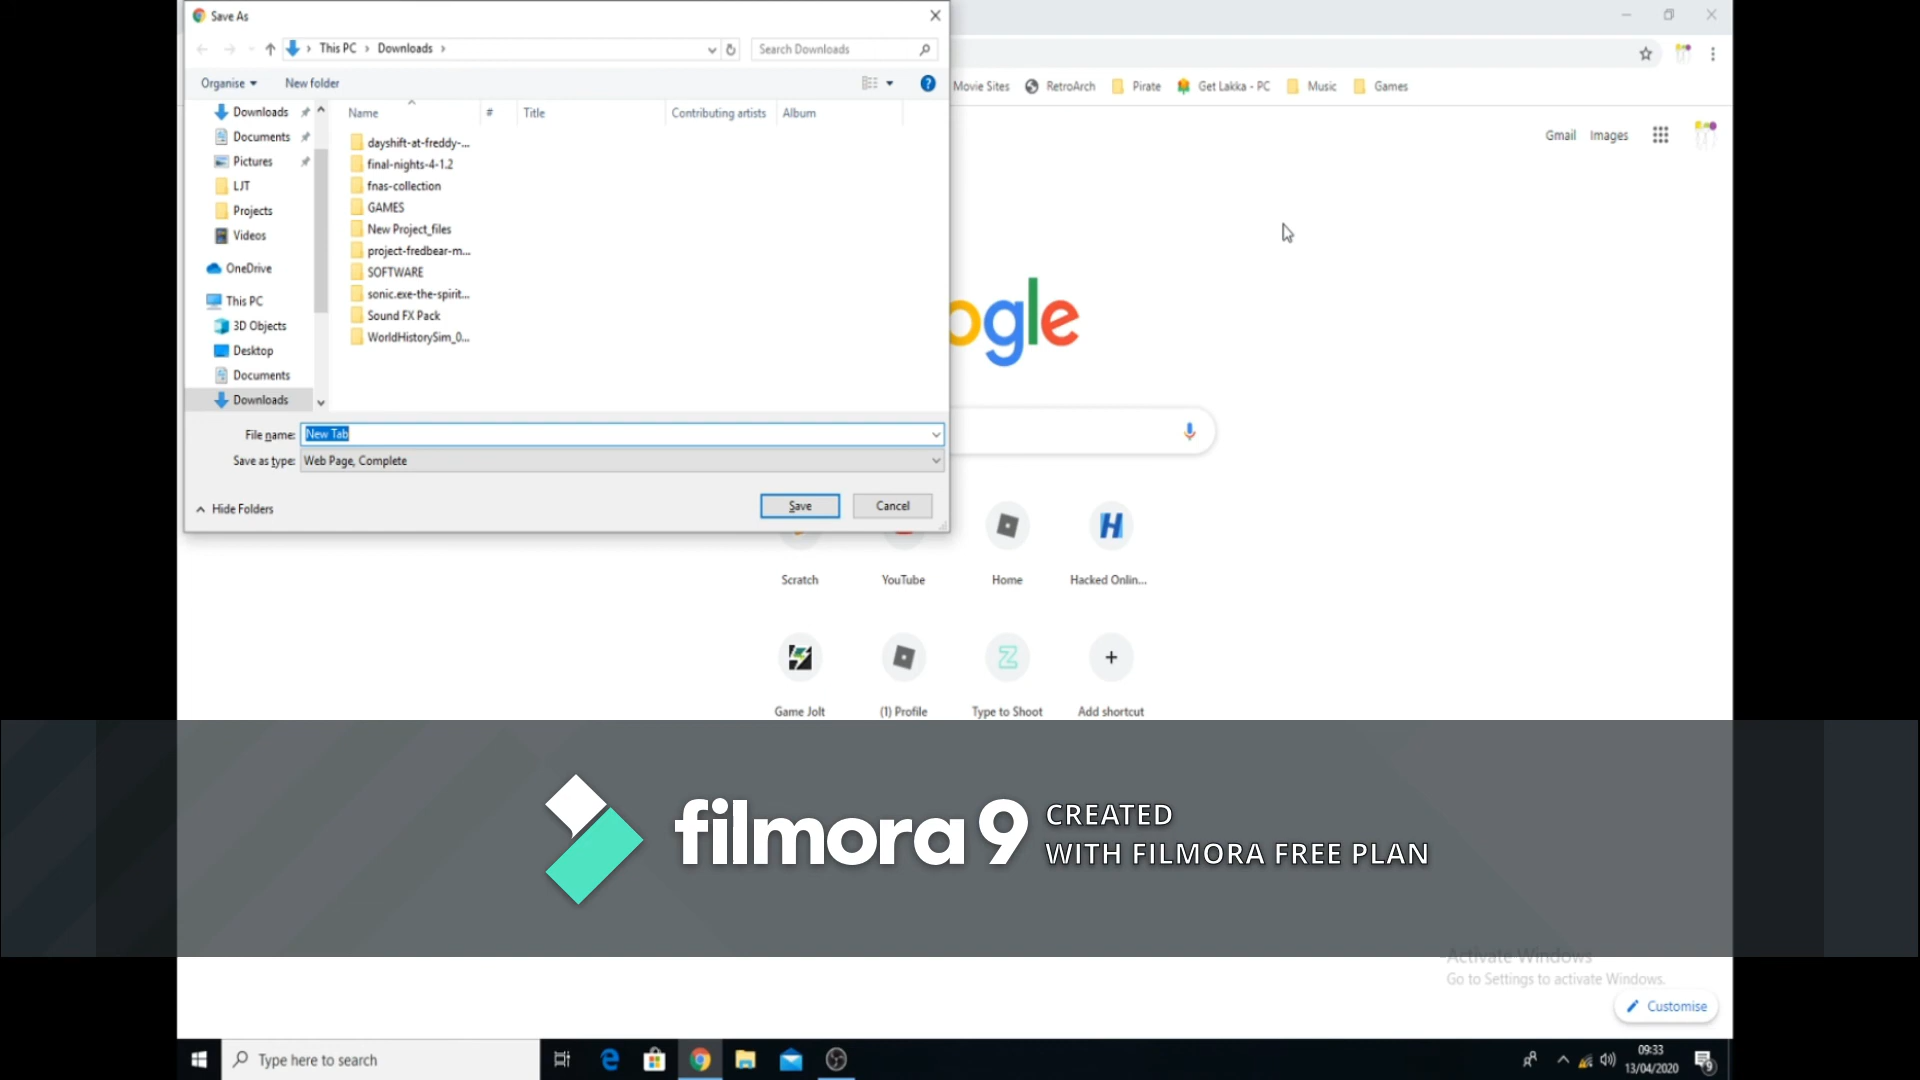 Save As
This PC > Downloads >
Search Downloads
Organise
New folder
?
Movie Sites
RetroArch
Pirate
Get Lakka - PC
Music
Games
Gmail
Images
Downloads
Documents
Pictures
LJT
Projects
Videos
OneDrive
This PC
3D Objects
Desktop
Documents
Downloads
Name
#
Title
Contributing artists
Album
dayshift-at-freddy-...
final-nights-4-1.2
fnas-collection
GAMES
New Project_files
project-fredbear-m...
SOFTWARE
sonic.exe-the-spirit...
Sound FX Pack
WorldHistorySim_0...
ogle
File name: New Tab
Save as type: Web Page, Complete
Hide Folders
Save
Cancel
Scratch
YouTube
Home
Hacked Onlin...
Game Jolt
(1) Profile
Type to Shoot
Add shortcut
filmora 9
CREATED
WITH FILMORA FREE PLAN
Activate Windows
Go to Settings to activate Windows.
Customise
Type here to search
09:33
13/04/2020
9